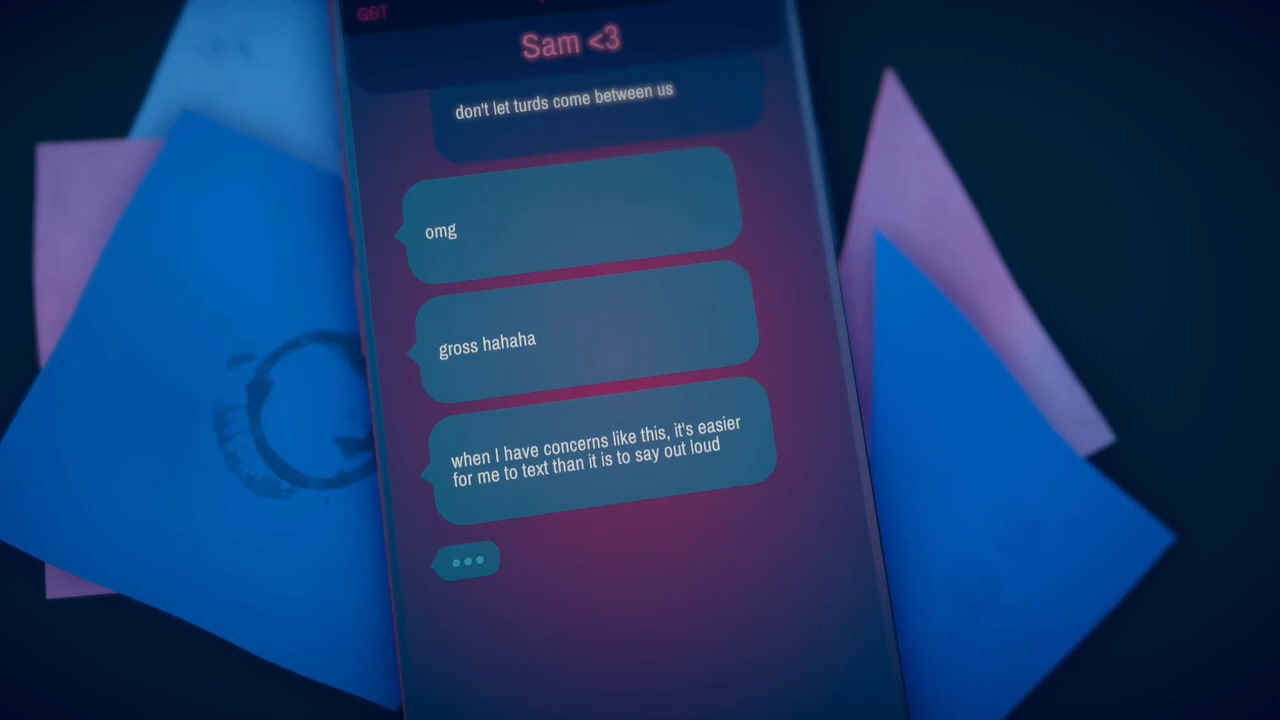 G&T
Sam <3
don't let turds come between us
omg
gross hahaha
when I have concerns like this, it's easier
for me to text than it is to say out loud